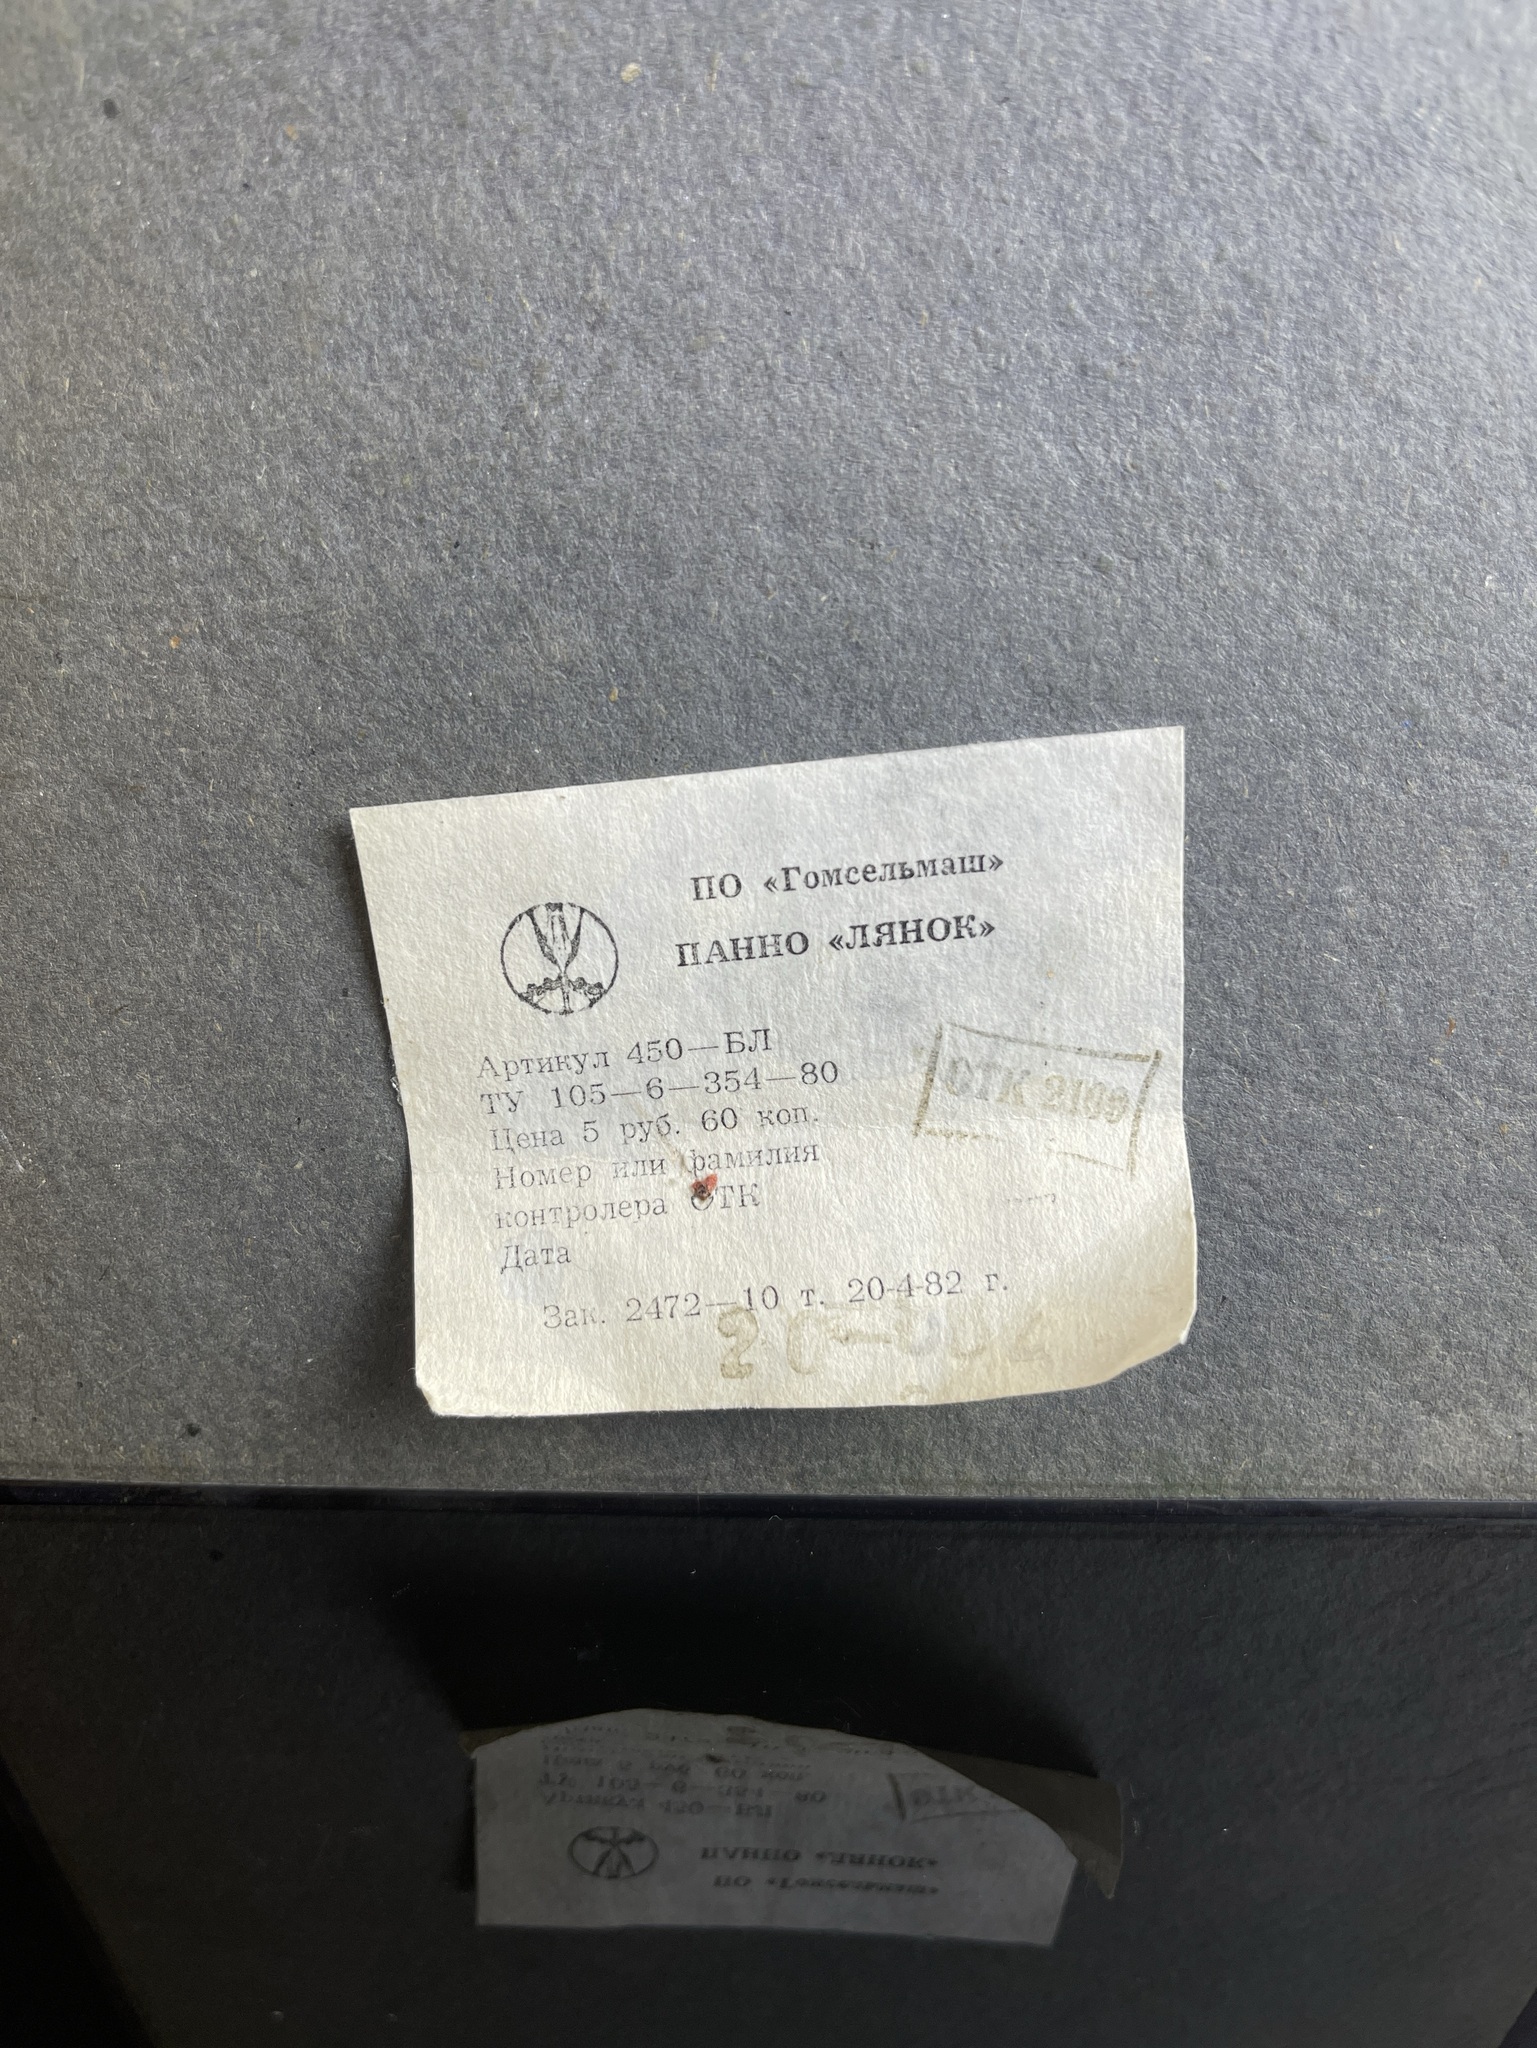 ПО «Гомсельмаш»
ПАННО «ЛЯНОК»
Артикул 450—БЛ
ТУ 105—6—354—80
Цена 5 руб. 60 коп.
Номер или фамилия
контролера ОТК
Дата
Зак. 2472—10 т. 20-4-82 г.
ОТК